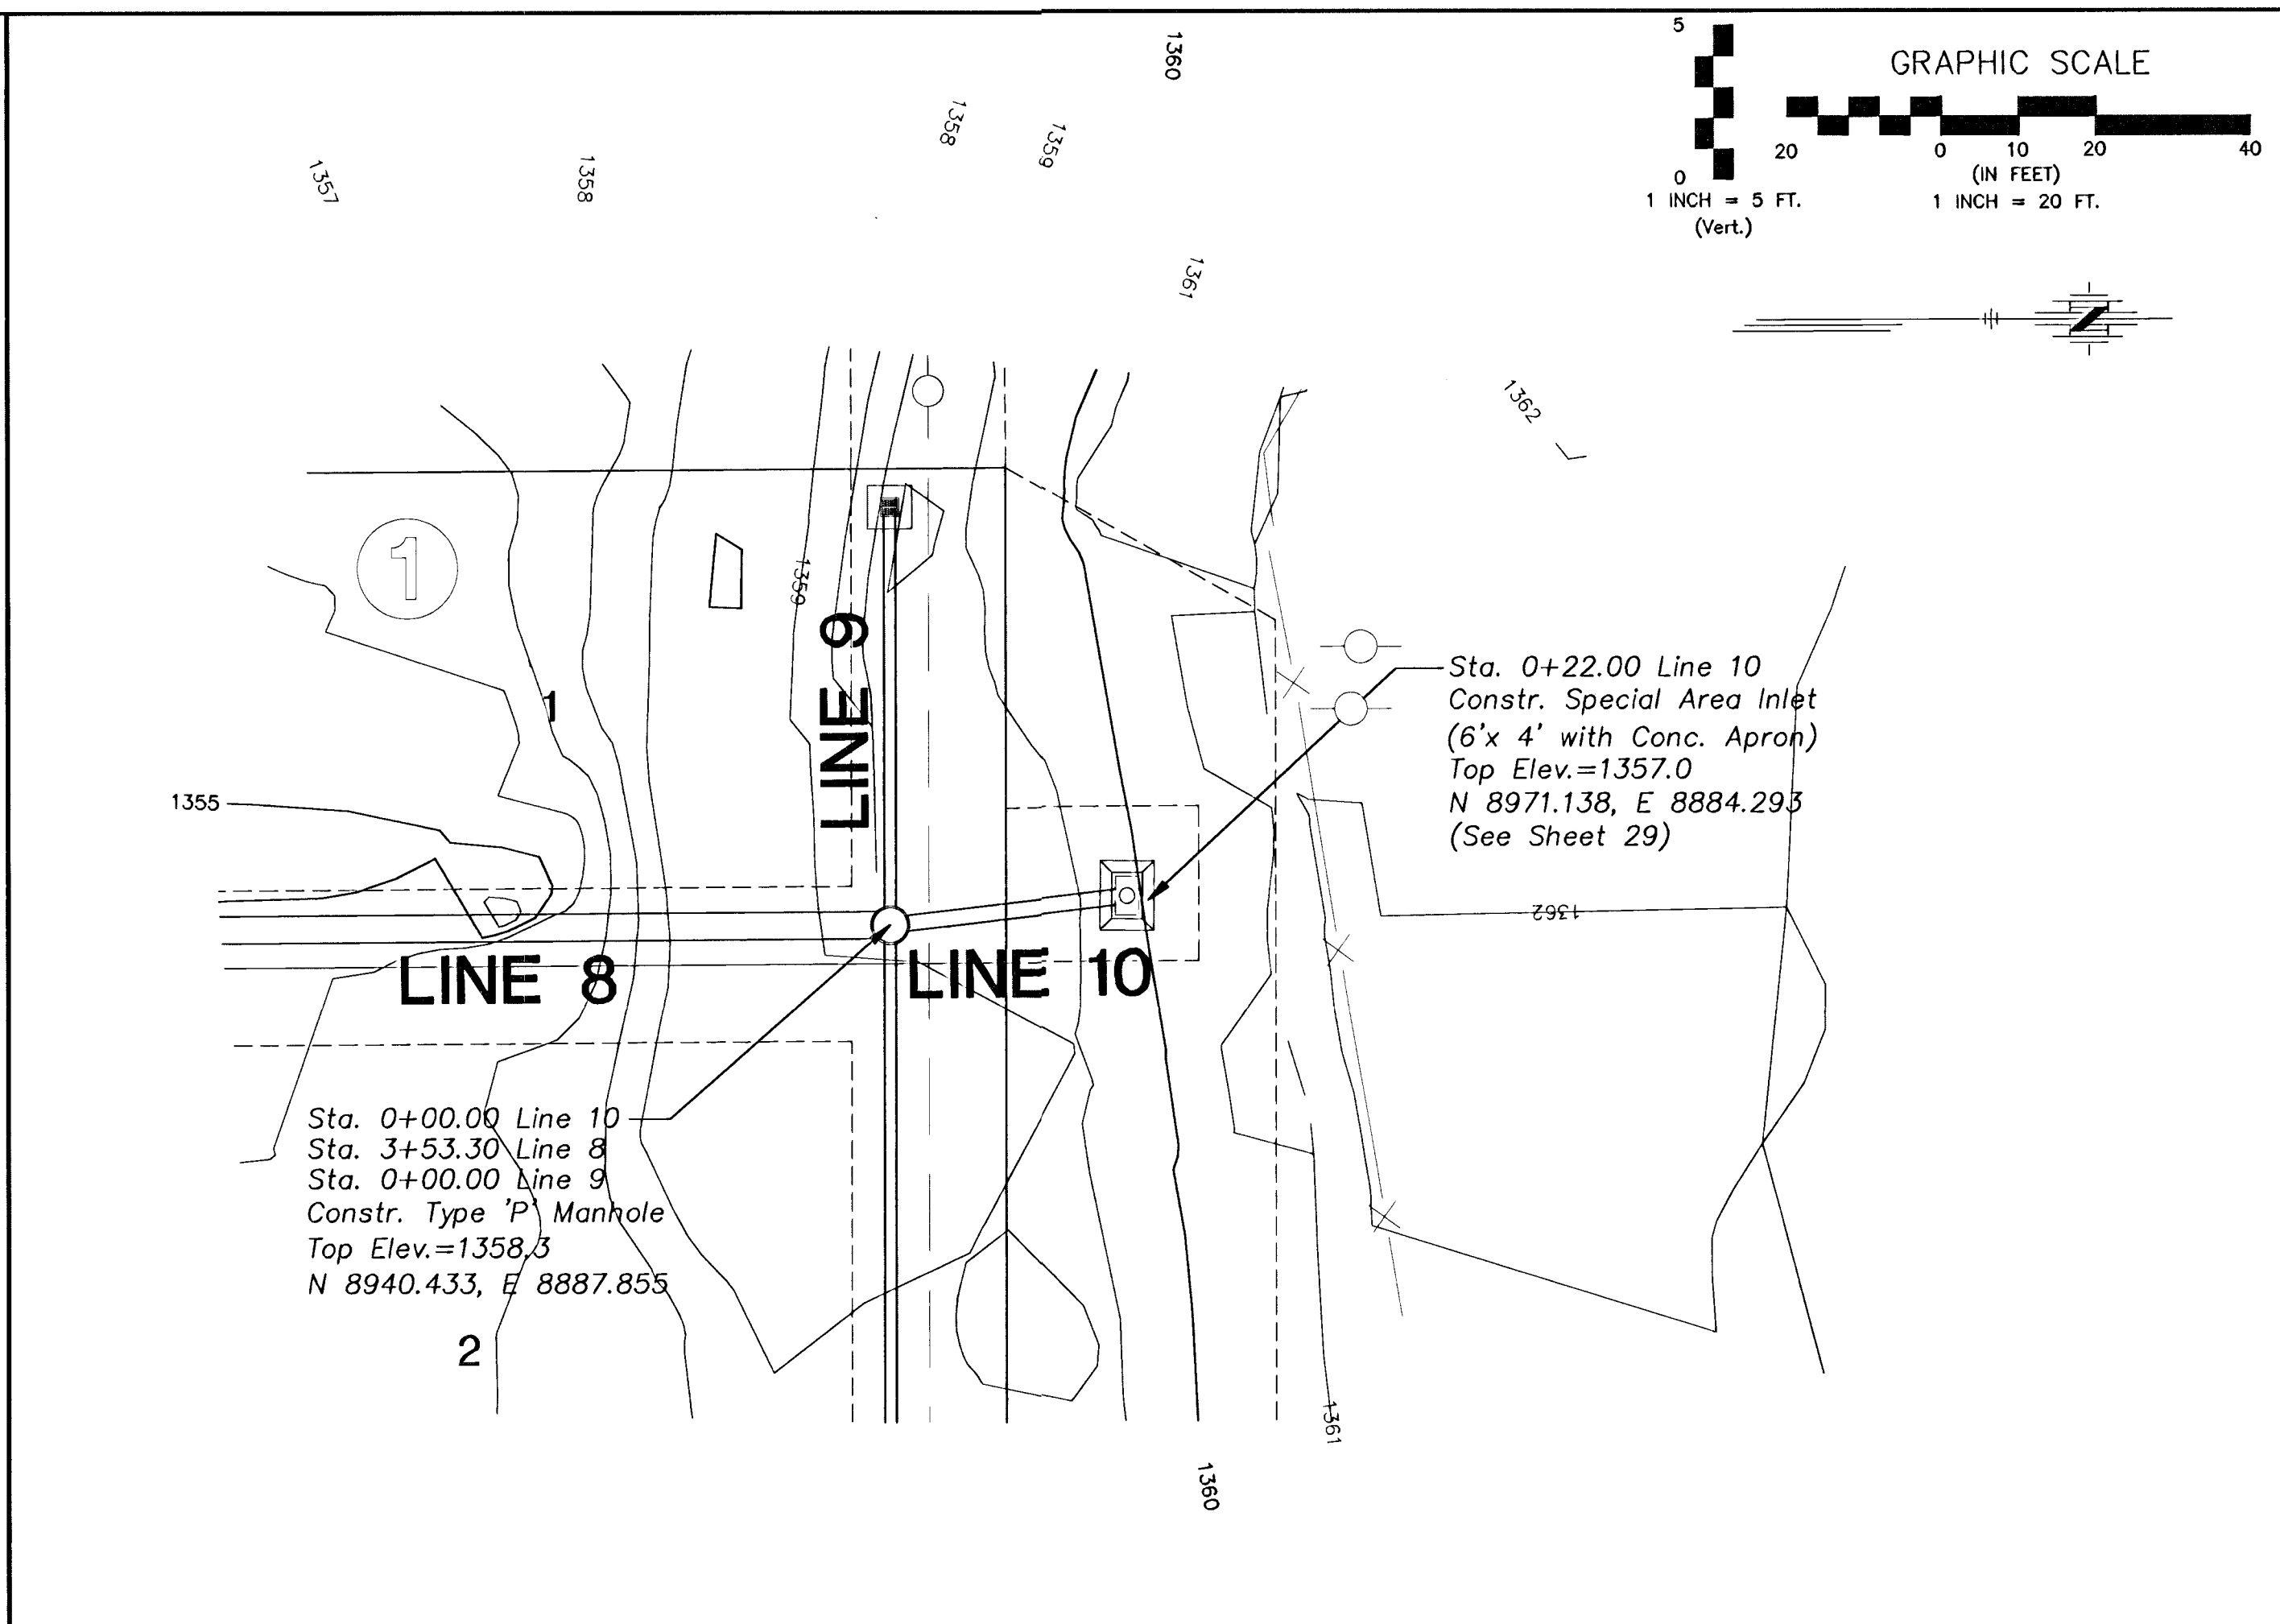 1360
5
GRAPHIC SCALE
20 0 10 20 40
(IN FEET)
0
1 INCH = 5 FT.
1 INCH = 20 FT.
(Vert.)
1358
1359
1357
1358
1361
N
1362
1
1359
LINE 9
1
Sta. 0+22.00 Line 10
Constr. Special Area Inlet
(6'x 4' with Conc. Apron)
Top Elev.=1357.0
N 8971.138, E 8884.293
(See Sheet 29)
1355
1362
LINE 8
LINE 10
Sta. 0+00.00 Line 10
Sta. 3+53.30 Line 8
Sta. 0+00.00 Line 9
Constr. Type 'P' Manhole
Top Elev.=1358.3
N 8940.433, E 8887.855
2
1361
1360